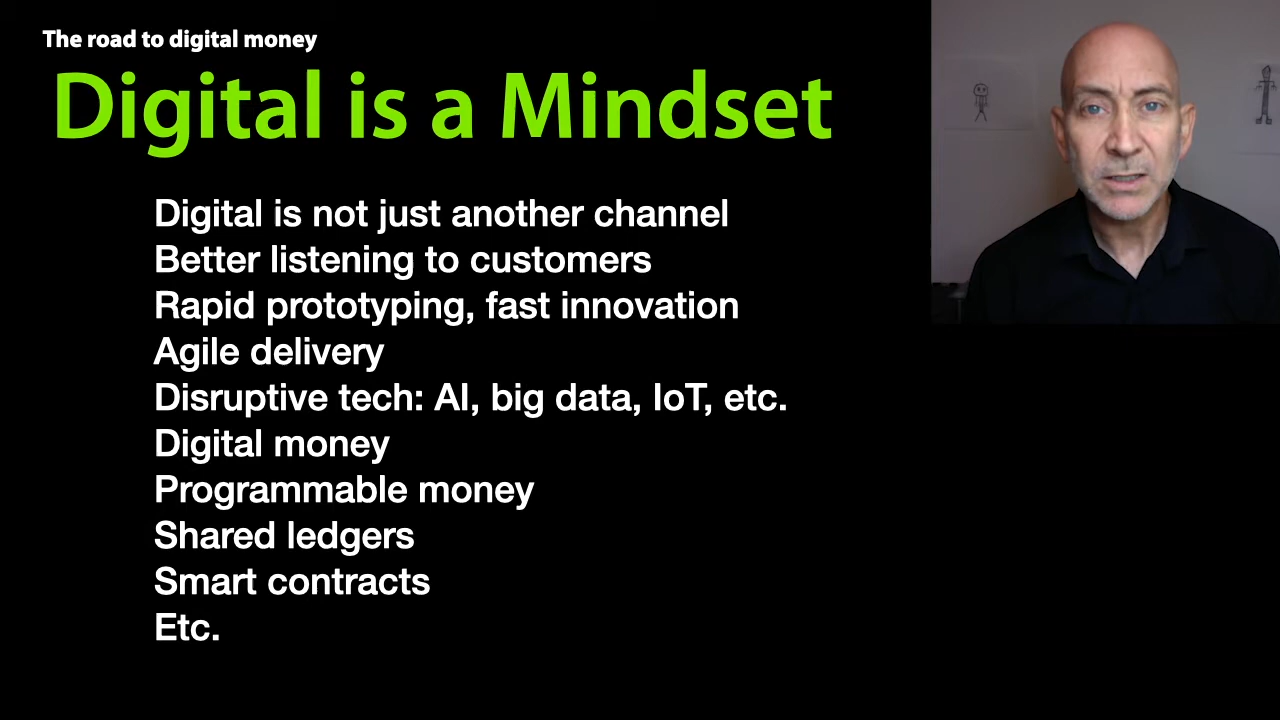 The road to digital money
Digital is a Mindset
Digital is not just another channel
Better listening to customers
Rapid prototyping, fast innovation
Agile delivery
Disruptive tech: AI, big data, IoT, etc.
Digital money
Programmable money
Shared ledgers
Smart contracts
Etc.